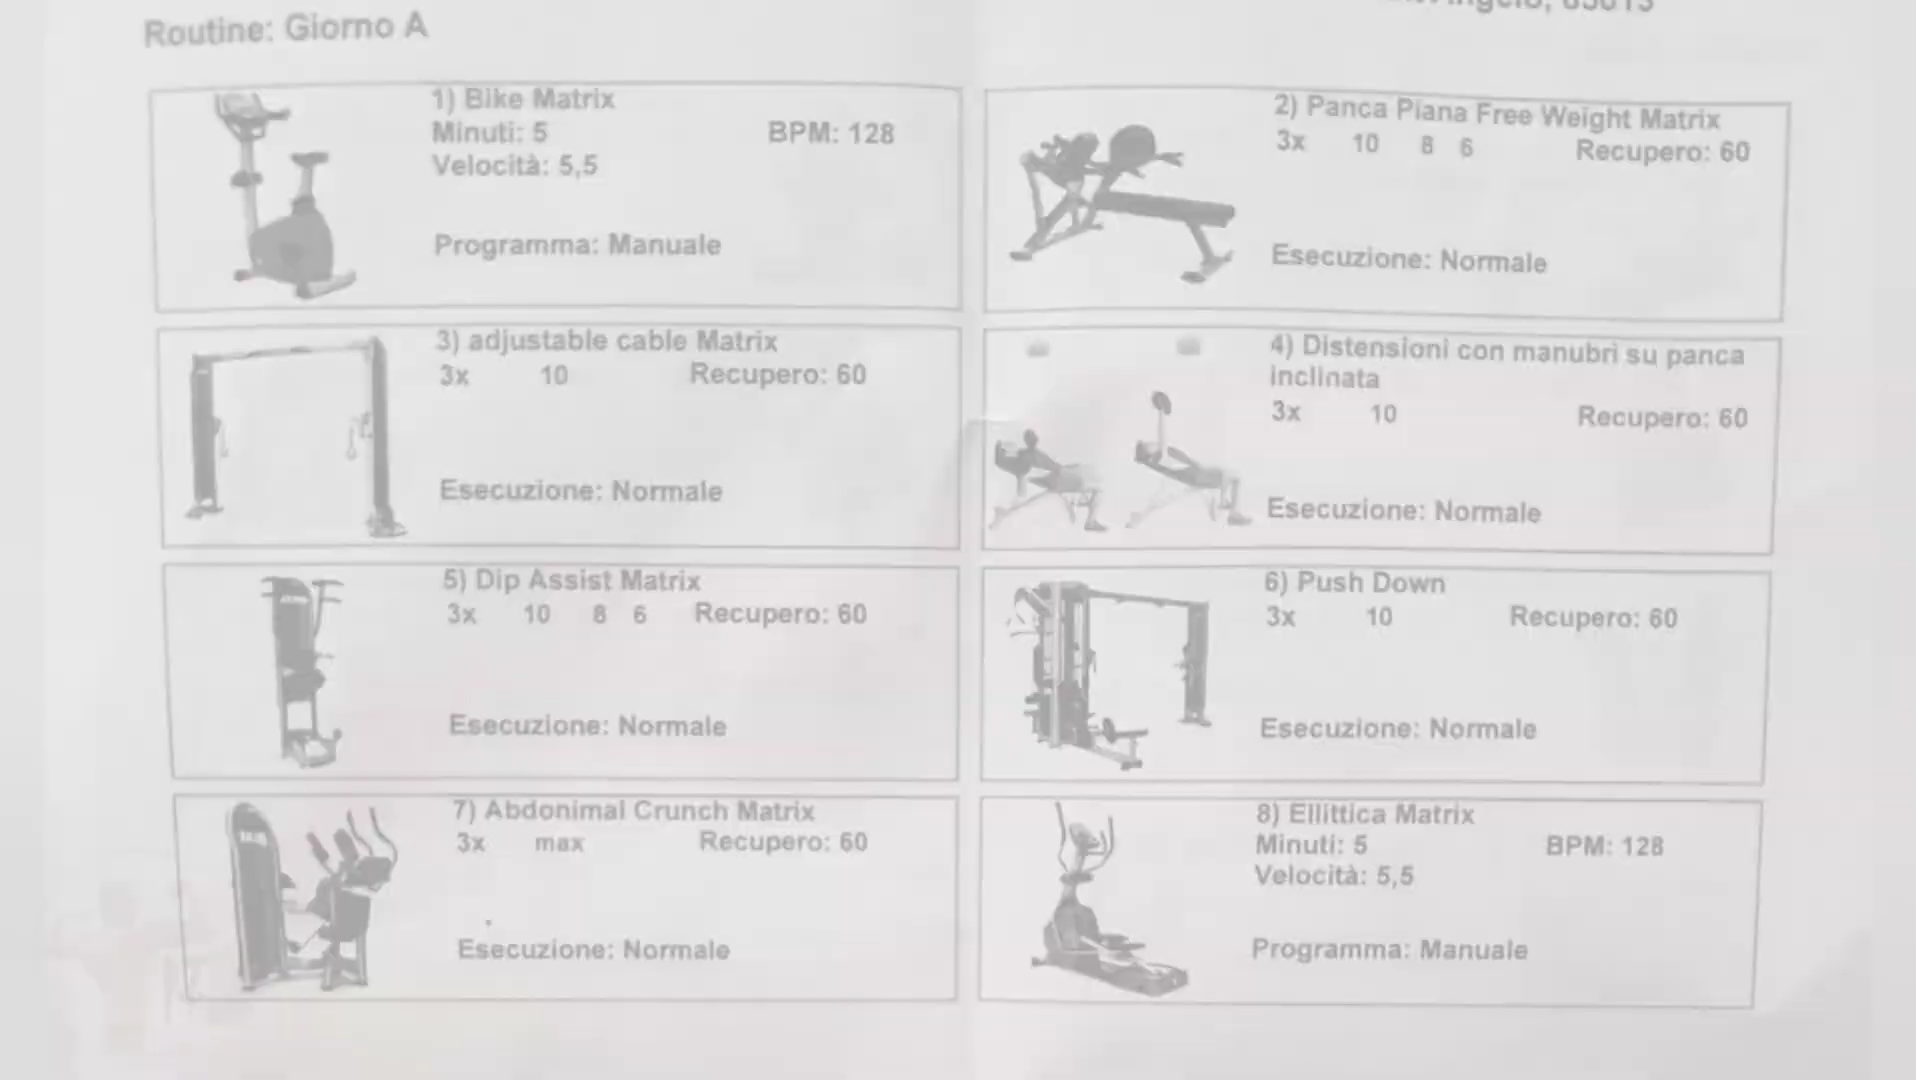 Routine: Giorno A
1) Bike Matrix
Minuti: 5 BPM: 128
Velocità: 5,5
Programma: Manuale
2) Panca Piana Free Weight Matrix
3x 10 8 6 Recupero: 60
Esecuzione: Normale
3) adjustable cable Matrix
3x 10 Recupero: 60
Esecuzione: Normale
4) Distensioni con manubri su panca
inclinata
3x 10 Recupero: 60
Esecuzione: Normale
5) Dip Assist Matrix
3x 10 8 6 Recupero: 60
Esecuzione: Normale
6) Push Down
3x 10 Recupero: 60
Esecuzione: Normale
7) Abdonimal Crunch Matrix
3x max Recupero: 60
Esecuzione: Normale
8) Ellittica Matrix
Minuti: 5 BPM: 128
Velocità: 5,5
Programma: Manuale